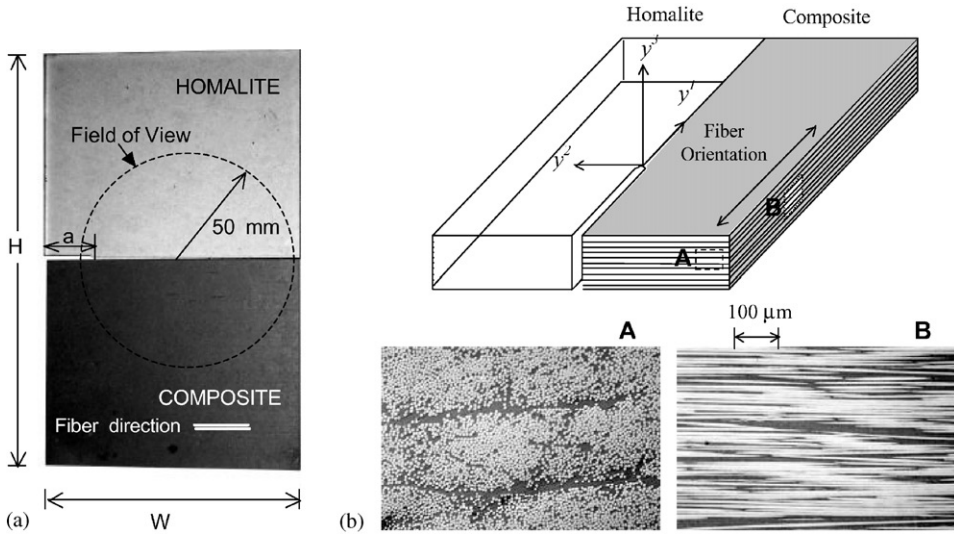 HOMALITE
Field of View
50 mm
a
H
COMPOSITE
Fiber direction
W
(a)
Homalite
Composite
y³
y¹
y²
Fiber
Orientation
B
A
100 μm
A
B
(b)